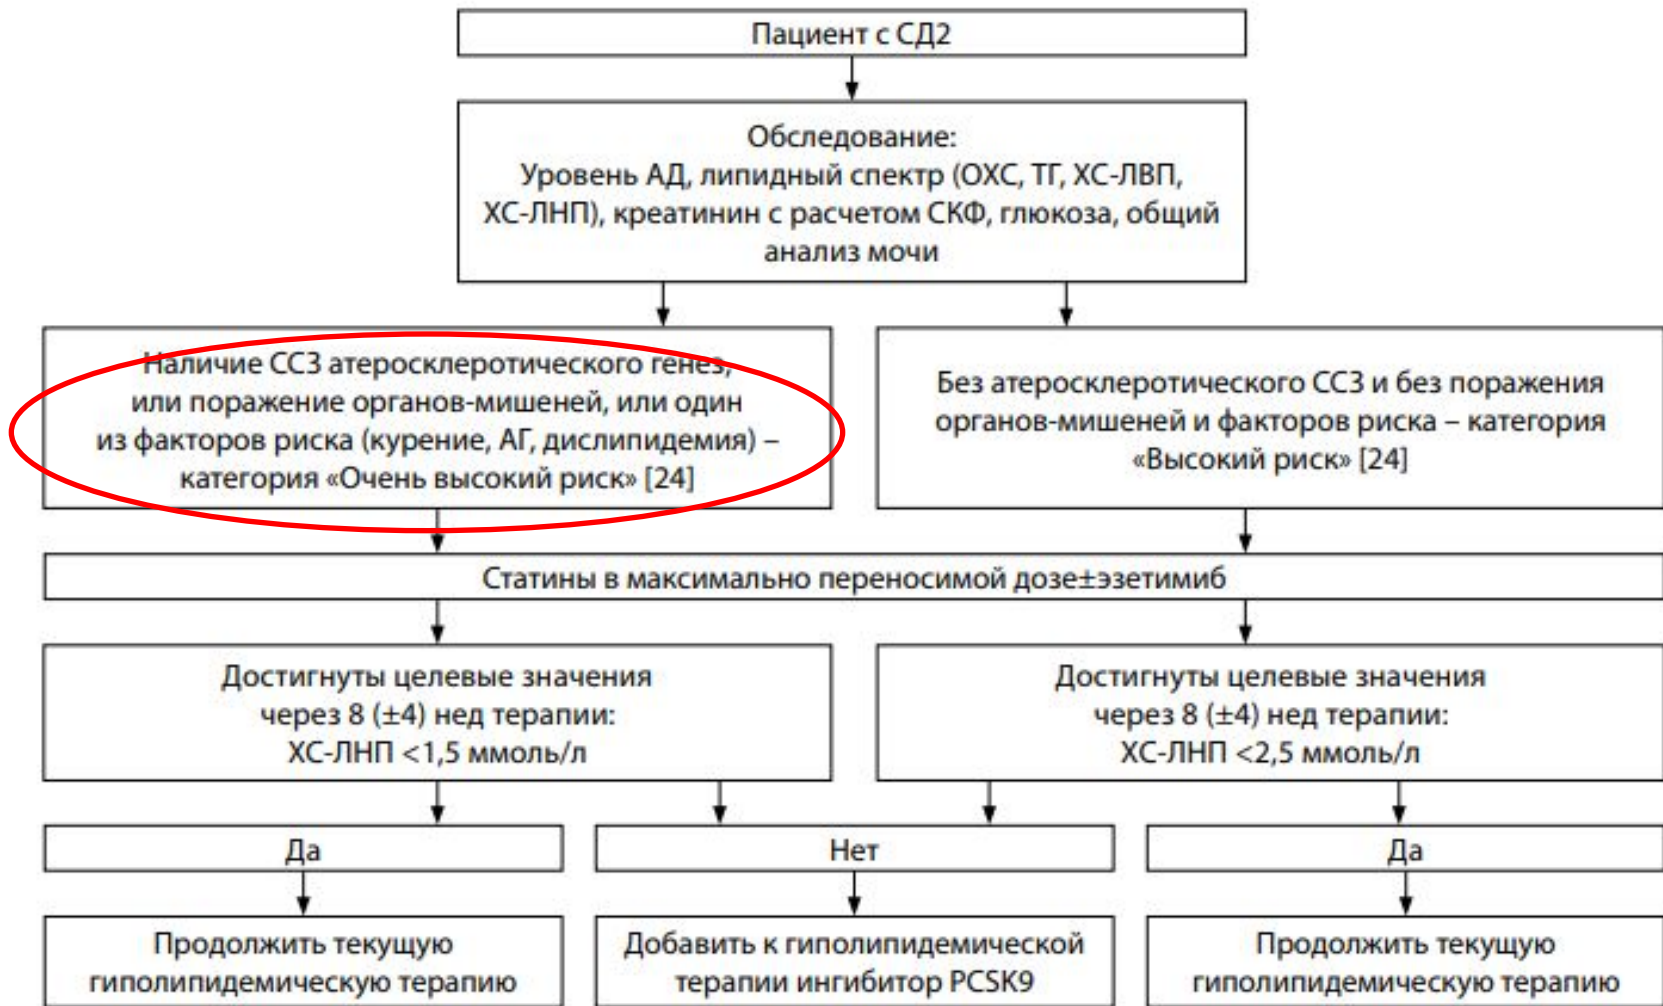 Пациент с СД2
Обследование:
Уровень АД, липидный спектр (ОХС, ТГ, ХС-ЛВП,
ХС-ЛНП), креатинин с расчетом СКФ, глюкоза, общий
анализ мочи
Наличие ССЗ атеросклеротического генез,
или поражение органов-мишеней, или один
из факторов риска (курение, АГ, дислипидемия) –
категория «Очень высокий риск» [24]
Без атеросклеротического ССЗ и без поражения
органов-мишеней и факторов риска – категория
«Высокий риск» [24]
Статины в максимально переносимой дозе±эзетимиб
Достигнуты целевые значения
через 8 (±4) нед терапии:
ХС-ЛНП <1,5 ммоль/л
Достигнуты целевые значения
через 8 (±4) нед терапии:
ХС-ЛНП <2,5 ммоль/л
Да
Нет
Да
Продолжить текущую
гиполипидемическую терапию
Добавить к гиполипидемической
терапии ингибитор PCSK9
Продолжить текущую
гиполипидемическую терапию